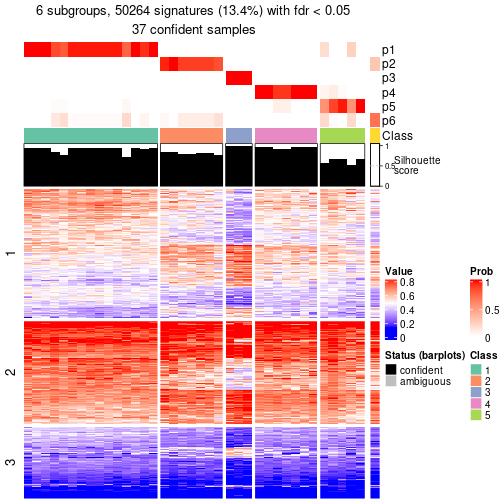 6 subgroups, 50264 signatures (13.4%) with fdr < 0.05
37 confident samples
p1
p2
p3
p4
p5
p6
Class
1
0.5
0
Silhouette
score
1
2
3
Value
0.8
0.6
0.4
0.2
0
Prob
1
0.5
0
Status (barplots)
confident
ambiguous
Class
1
2
3
4
5